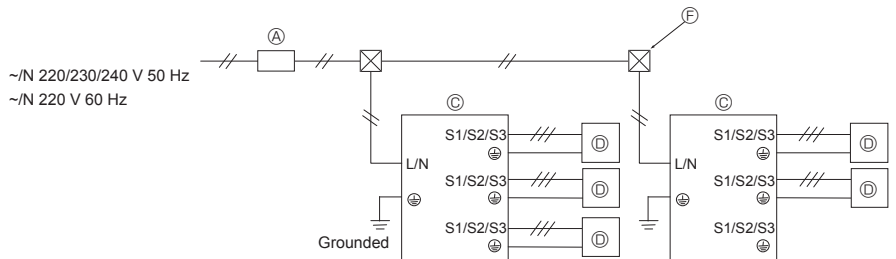 Ⓐ
Ⓕ
~/N 220/230/240 V 50 Hz
~/N 220 V 60 Hz
Ⓒ
Ⓒ
S1/S2/S3
Ⓓ
L/N
S1/S2/S3
Ⓓ
S1/S2/S3
Ⓓ
Grounded
S1/S2/S3
Ⓓ
L/N
S1/S2/S3
Ⓓ
S1/S2/S3